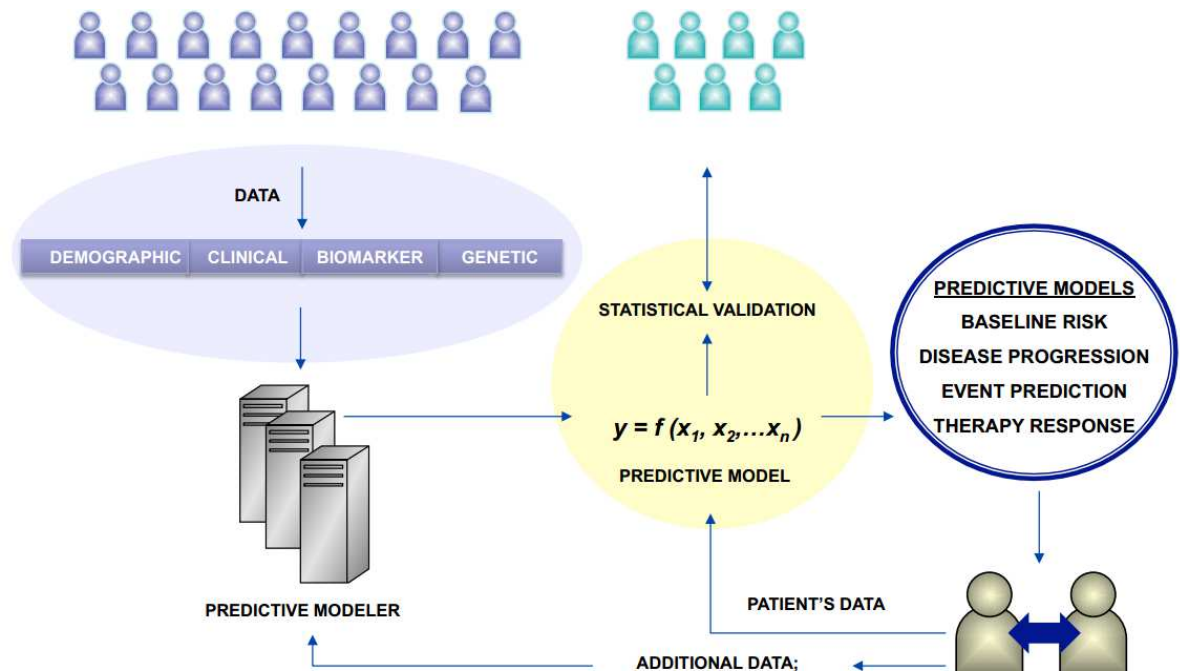 DATA
DEMOGRAPHIC
CLINICAL
BIOMARKER
GENETIC
STATISTICAL VALIDATION
y = f (x₁, x₂,...xₙ )
PREDICTIVE MODEL
PREDICTIVE MODELS
BASELINE RISK
DISEASE PROGRESSION
EVENT PREDICTION
THERAPY RESPONSE
PREDICTIVE MODELER
PATIENT'S DATA
ADDITIONAL DATA;